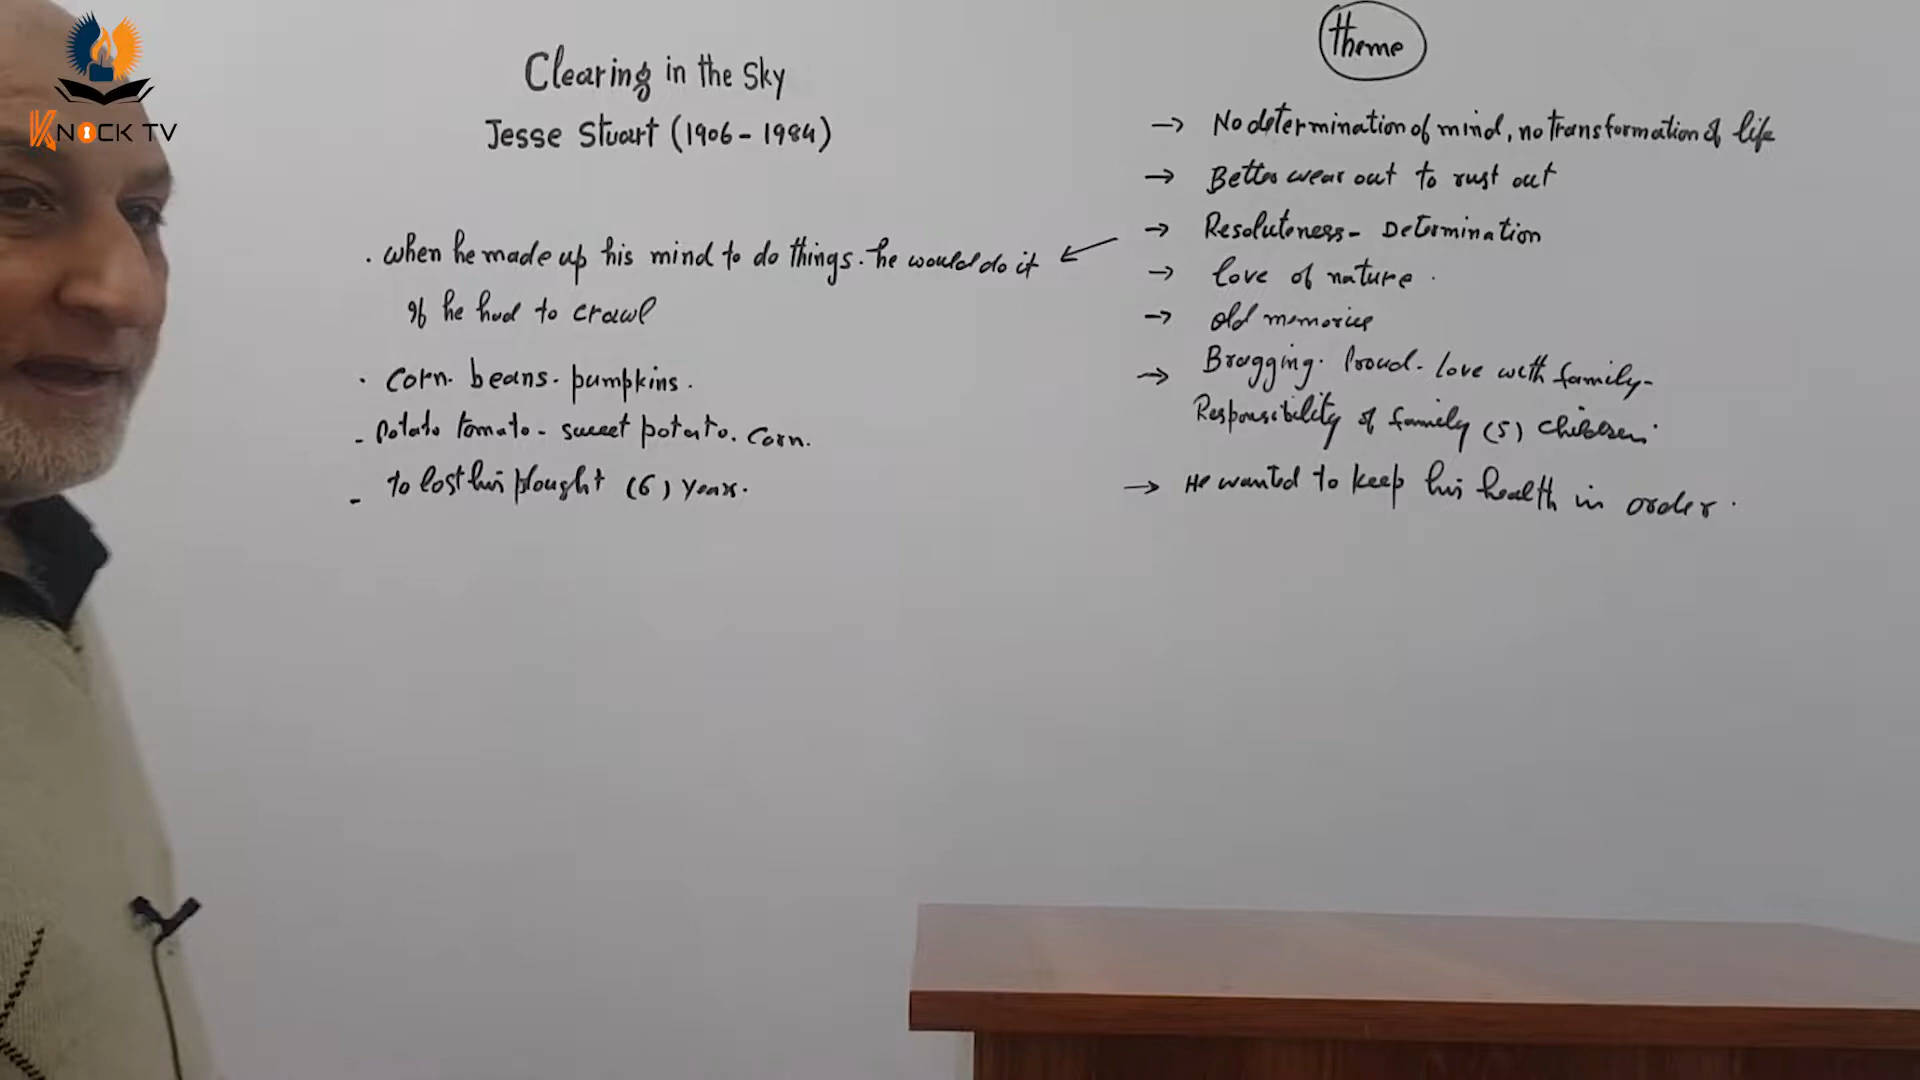 KNOCK TV
Clearing in the Sky
Jesse Stuart (1906 - 1984)
. when he made up his mind to do things. he would do it
if he had to crawl
. Corn. beans. pumpkins.
- Potato tomato - sweet potato. Corn.
- to lost his plought (6) years.
Theme
→ No determination of mind, no transformation of life
→ Better wear out to rust out
→ Resoluteness - Determination
→ love of nature .
→ old memories
→ Bragging. Proud. Love with family -
Responsibility of family (5) children.
→ He wanted to keep his health in order .